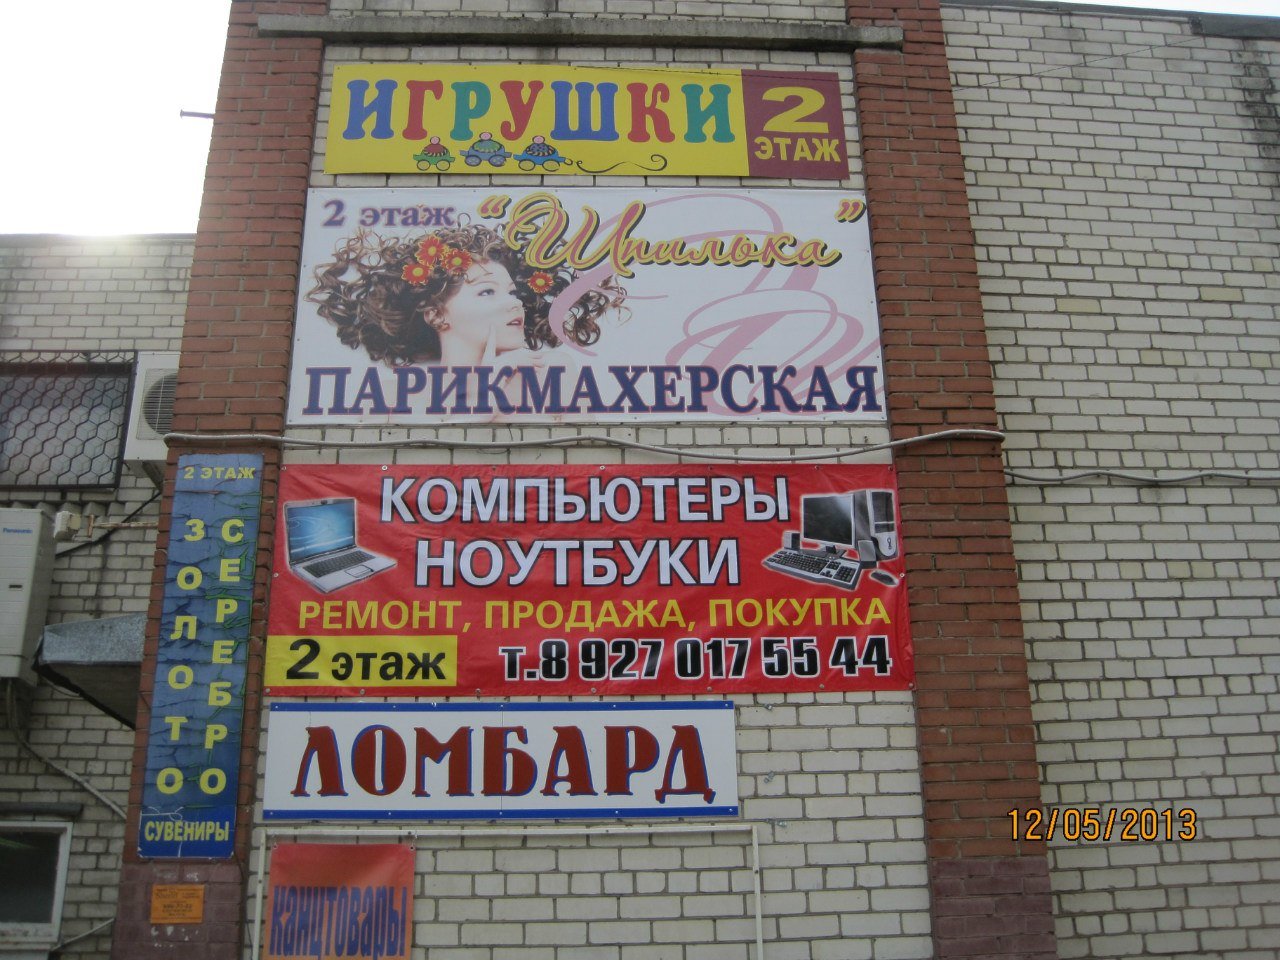 ИГРУШКИ
2
ЭТАЖ
2 этаж "Шпилька"
ПАРИКМАХЕРСКАЯ
КОМПЬЮТЕРЫ
НОУТБУКИ
РЕМОНТ, ПРОДАЖА, ПОКУПКА
2 этаж
т.8 927 017 55 44
2 ЭТАЖ
ЗОЛОТО
СЕРЕБРО
СУВЕНИРЫ
ЛОМБАРД
канцтовары
Panasonic
12/05/2013